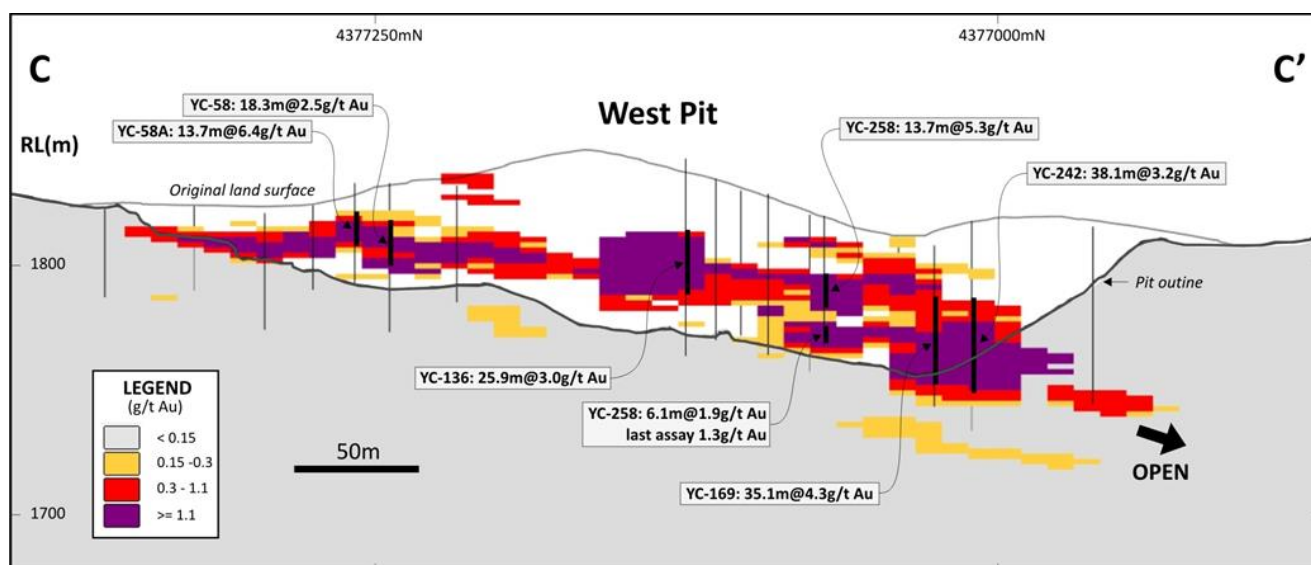 4377250mN
4377000mN
C
C'
YC-58: 18.3m@2.5g/t Au
West Pit
YC-58A: 13.7m@6.4g/t Au
YC-258: 13.7m@5.3g/t Au
RL(m)
YC-242: 38.1m@3.2g/t Au
Original land surface
1800
Pit outine
YC-136: 25.9m@3.0g/t Au
LEGEND
(g/t Au)
< 0.15
0.15 -0.3
0.3 - 1.1
>= 1.1
YC-258: 6.1m@1.9g/t Au
last assay 1.3g/t Au
50m
OPEN
YC-169: 35.1m@4.3g/t Au
1700